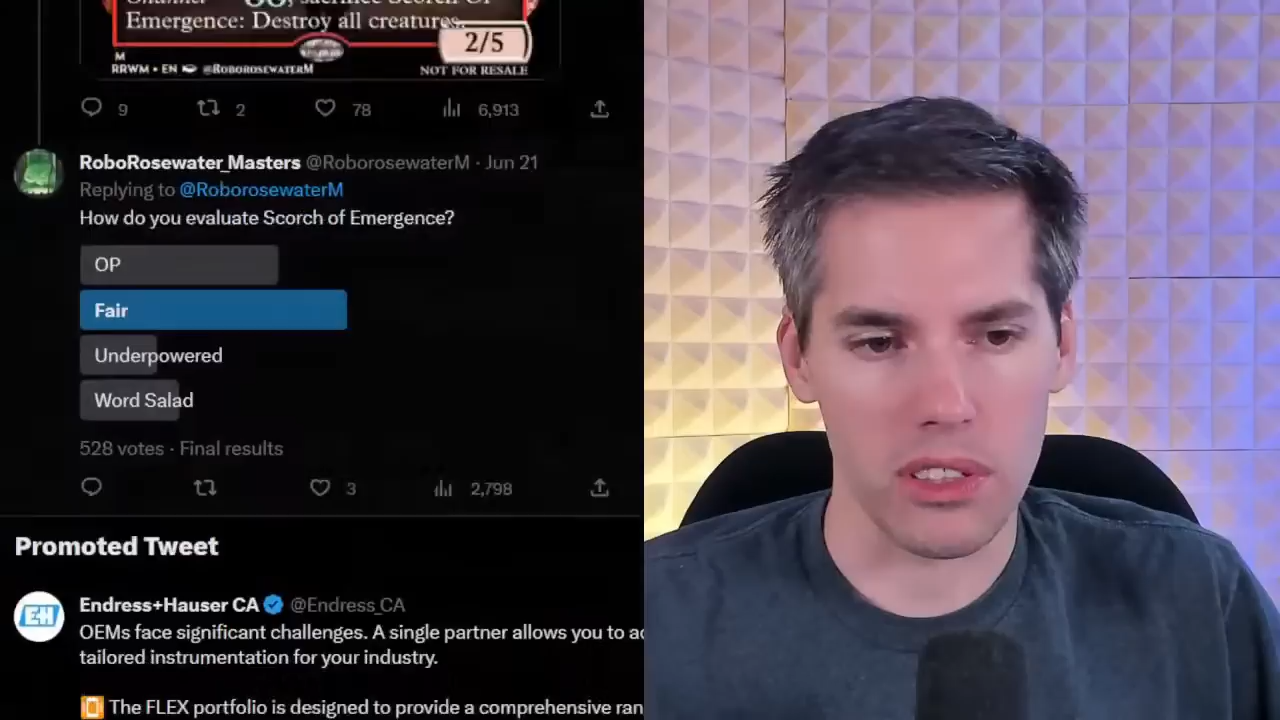 Emergence: Destroy all creatures.
2/5
M
RRWM • EN @ROBOROSEWATERM
NOT FOR RESALE
9 2 78 6,913
RoboRosewater_Masters @RoborosewaterM · Jun 21
Replying to @RoborosewaterM
How do you evaluate Scorch of Emergence?
OP
Fair
Underpowered
Word Salad
528 votes · Final results
3 2,798
Promoted Tweet
EH
Endress+Hauser CA @Endress_CA
OEMs face significant challenges. A single partner allows you to
tailored instrumentation for your industry.
The FLEX portfolio is designed to provide a comprehensive